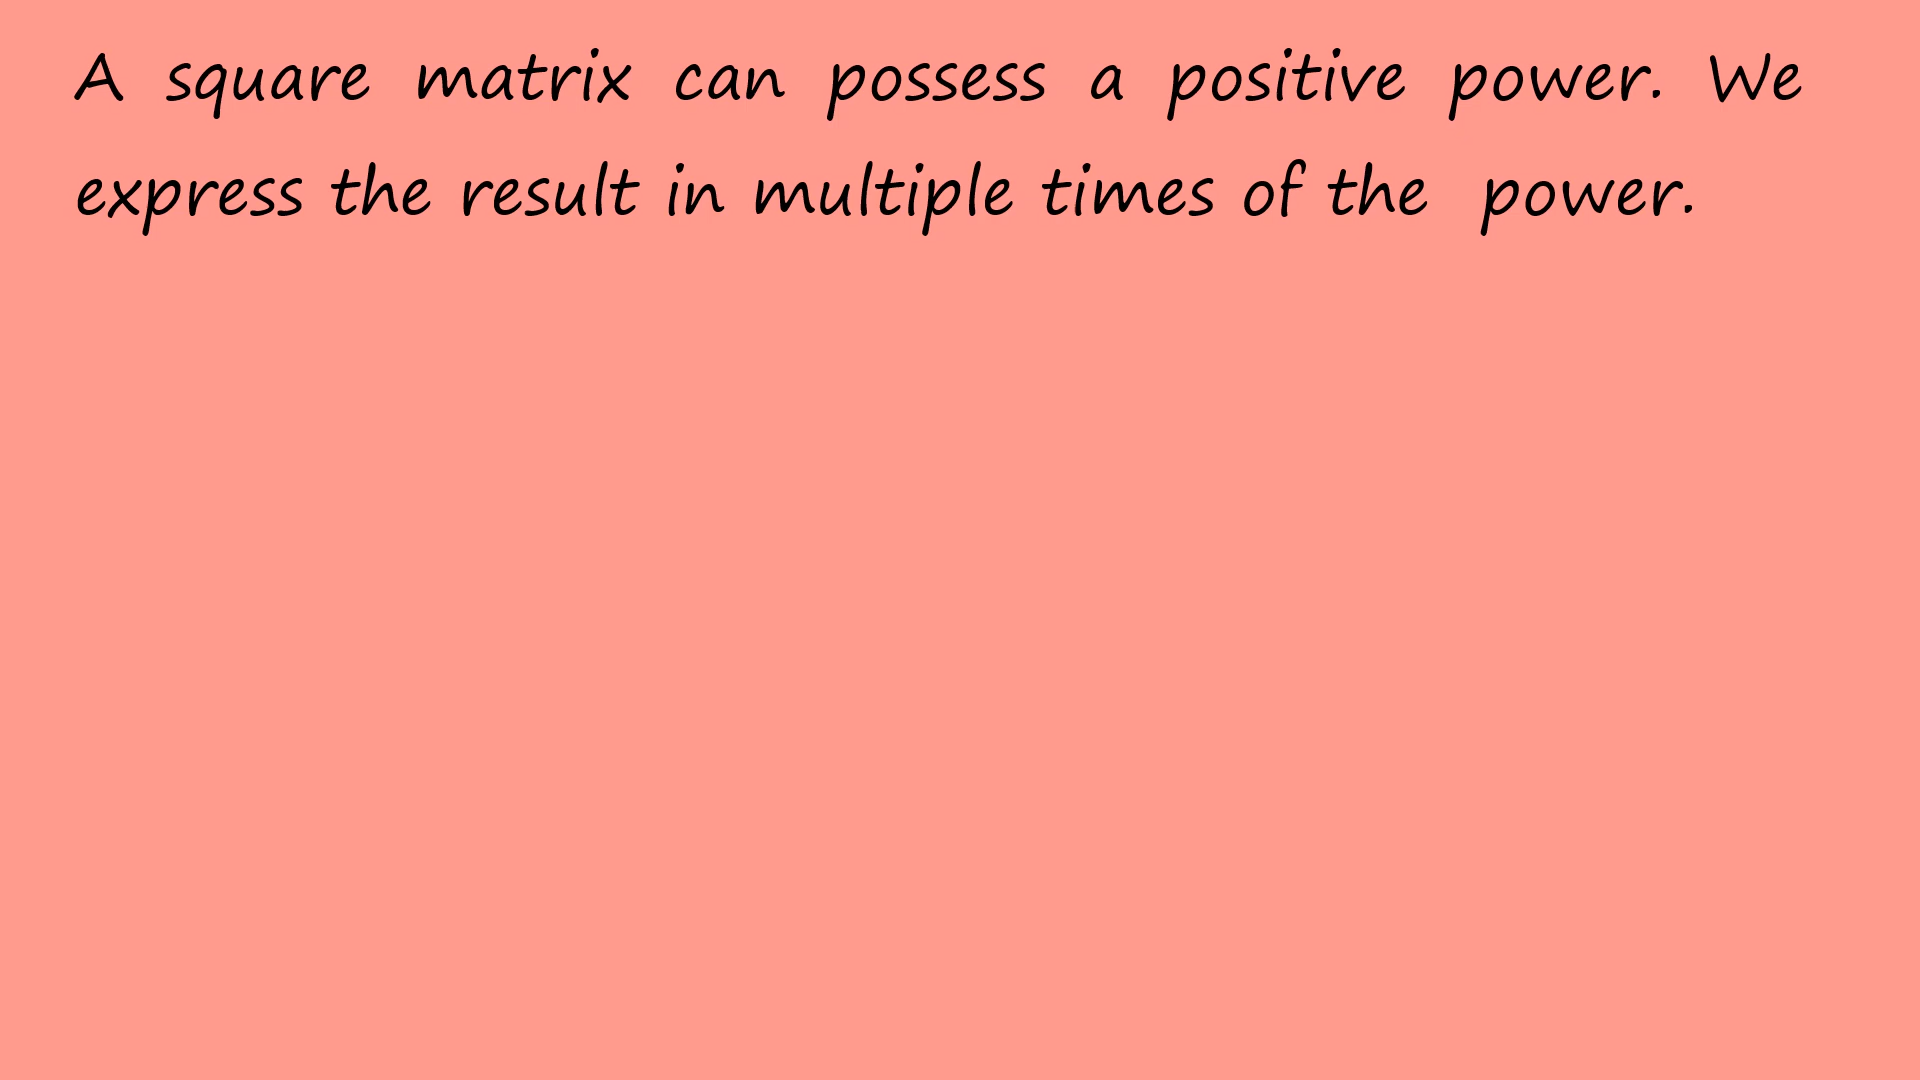 A square matrix can possess a positive power. We
express the result in multiple times of the power.